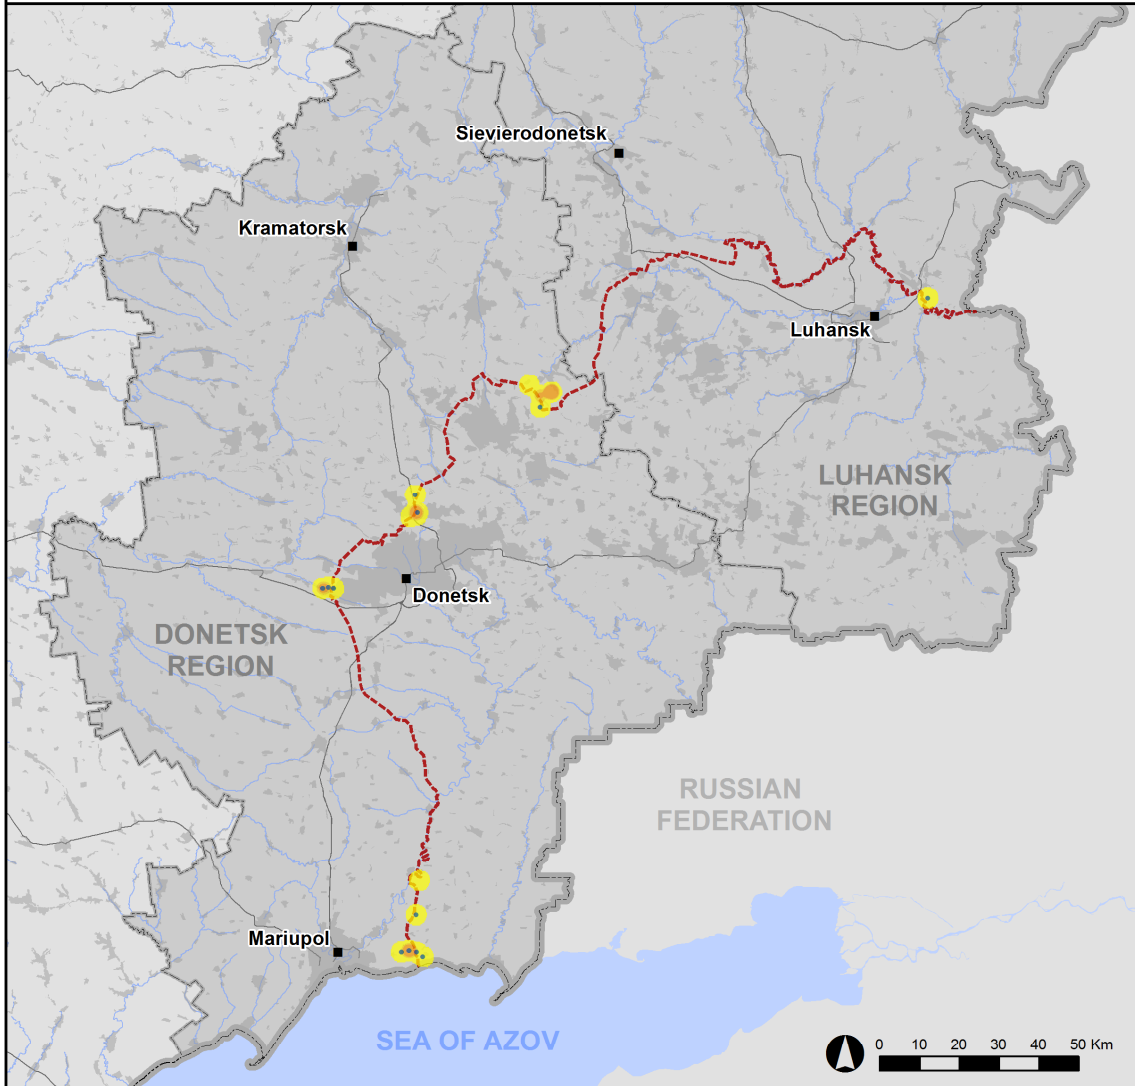 Sievierodonetsk
Kramatorsk
Luhansk
LUHANSK
REGION
Donetsk
DONETSK
REGION
RUSSIAN
FEDERATION
Mariupol
SEA OF AZOV
0 10 20 30 40 50 Km